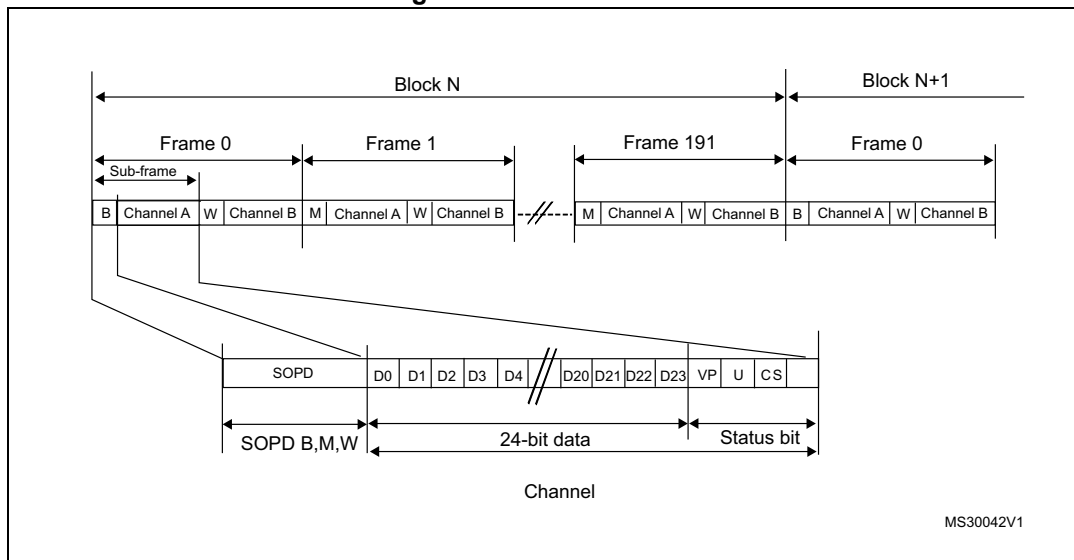 Block N Block N+1
Frame 0 Frame 1 Frame 191 Frame 0
Sub-frame
B Channel A W Channel B M Channel A W Channel B M Channel A W Channel B B Channel A W Channel B
SOPD D0 D1 D2 D3 D4 D20 D21 D22 D23 VP U CS
SOPD B,M,W 24-bit data Status bit
Channel
MS30042V1